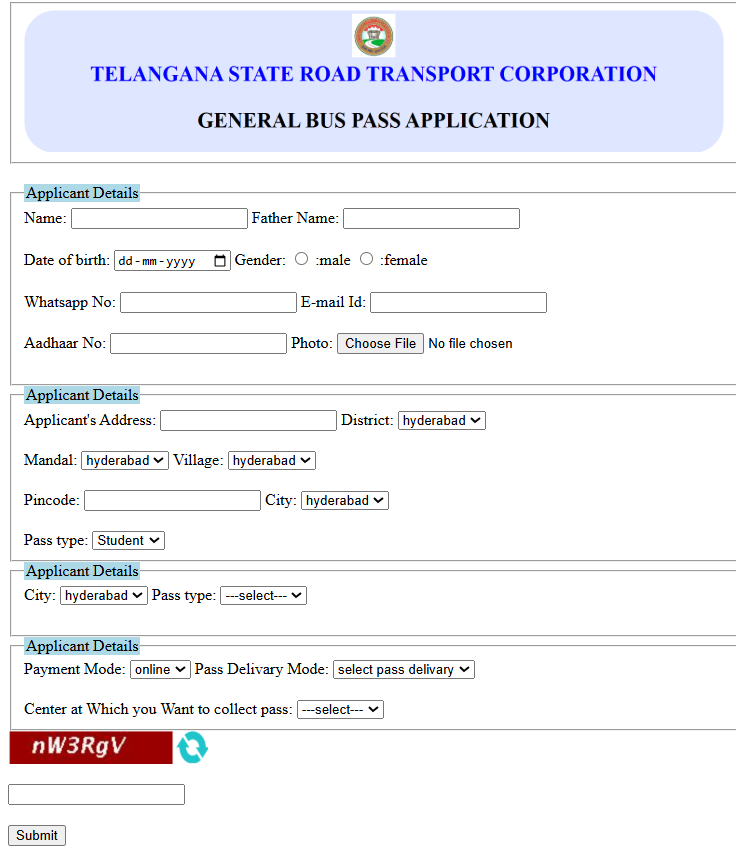 TELANGANA STATE ROAD TRANSPORT CORPORATION
GENERAL BUS PASS APPLICATION
Applicant Details
Name: Father Name:
Date of birth: dd-mm-yyyy Gender: :male :female
Whatsapp No: E-mail Id:
Aadhaar No: Photo: Choose File No file chosen
Applicant Details
Applicant's Address: District: hyderabad
Mandal: hyderabad Village: hyderabad
Pincode: City: hyderabad
Pass type: Student
Applicant Details
City: hyderabad Pass type: ---select---
Applicant Details
Payment Mode: online Pass Delivary Mode: select pass delivary
Center at Which you Want to collect pass: ---select---
nW3RgV
Submit